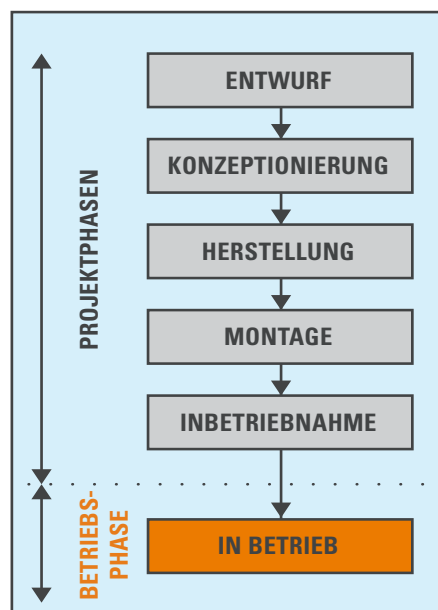 ENTWURF
KONZEPTIONIERUNG
HERSTELLUNG
MONTAGE
INBETRIEBNAHME
IN BETRIEB
PROJEKTPHASEN
BETRIEBS-
PHASE